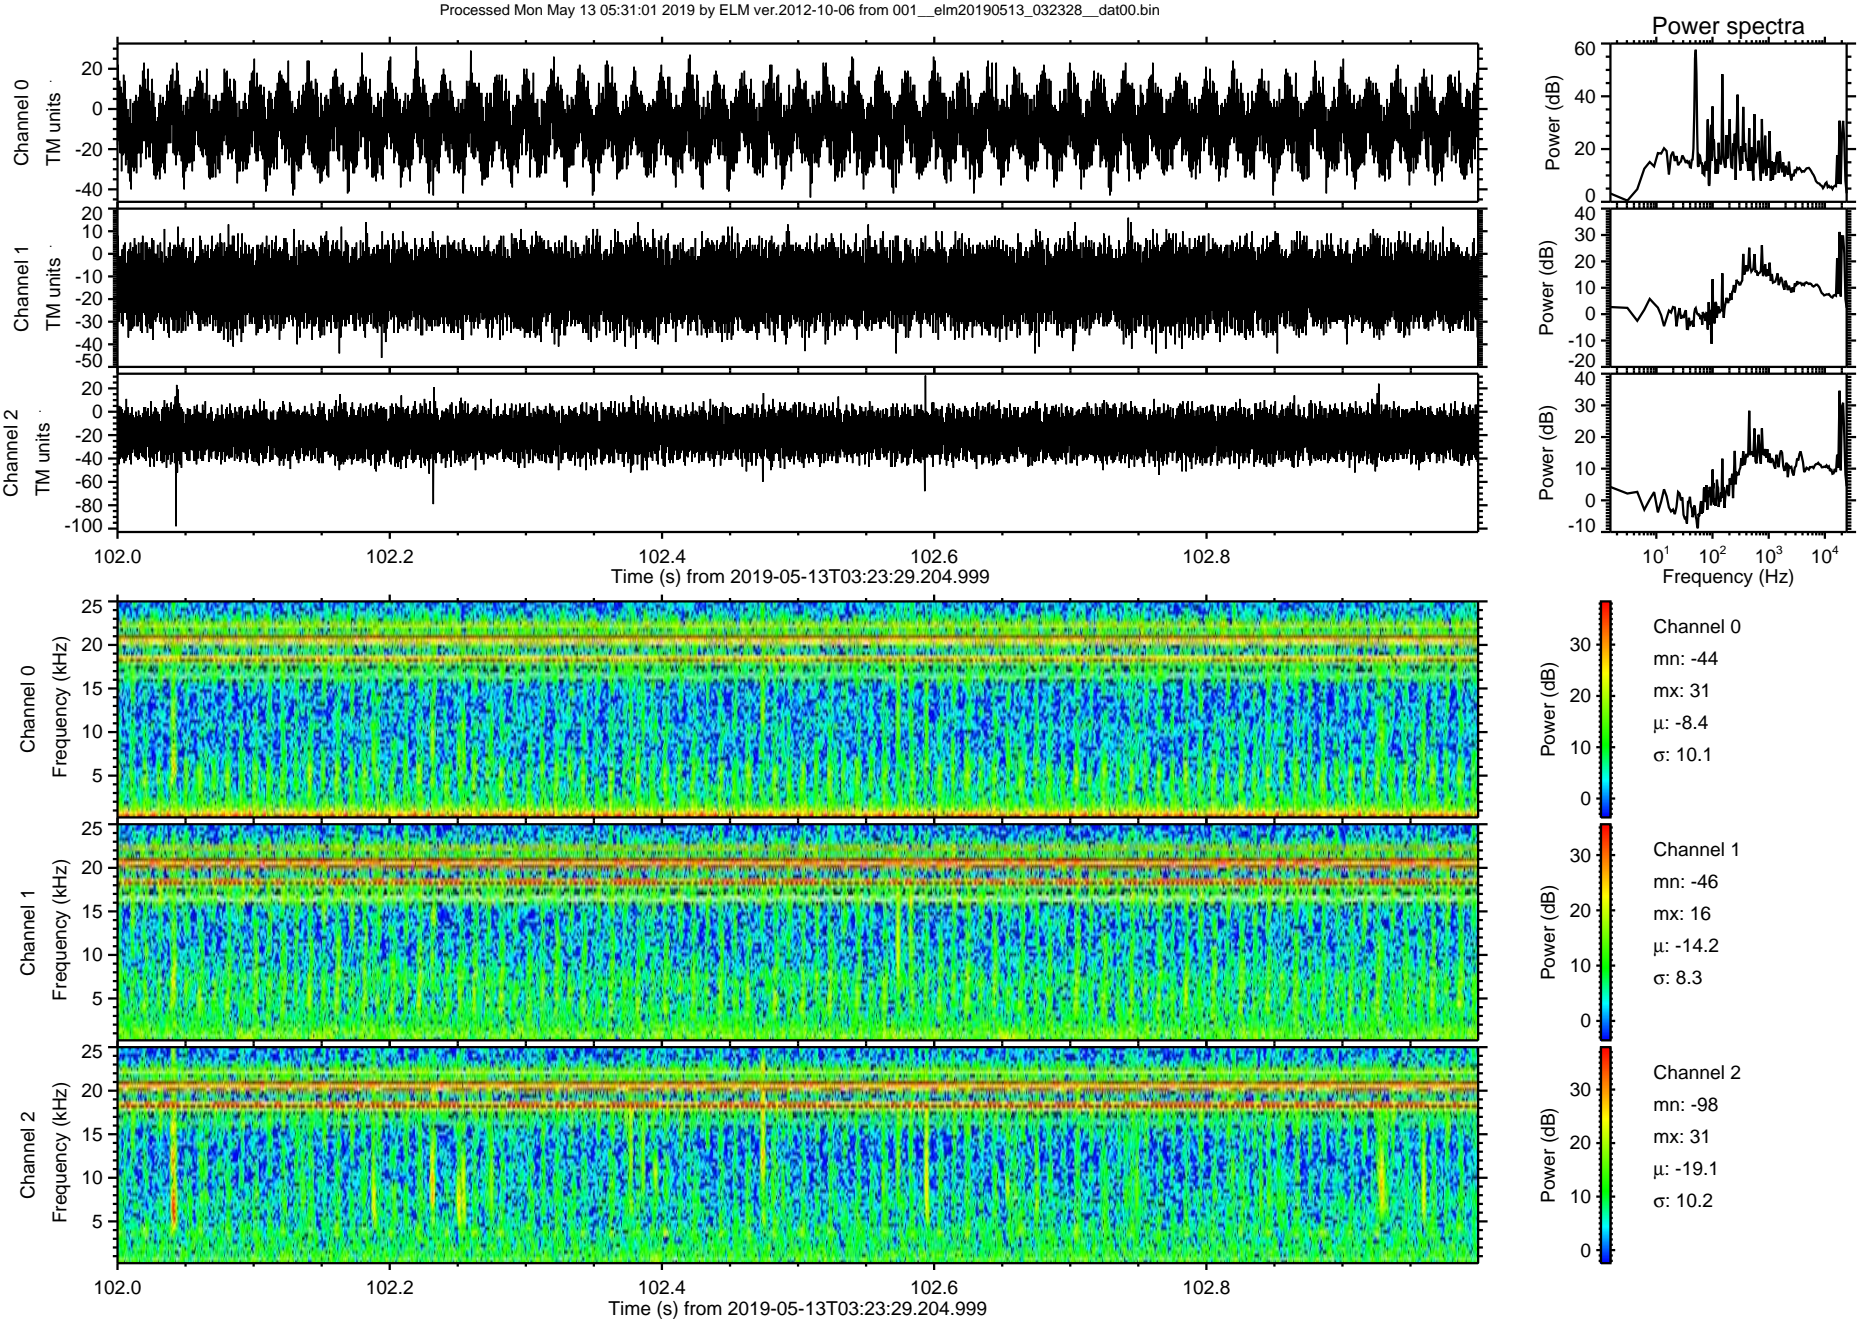 Processed Mon May 13 05:31:01 2019 by ELM ver.2012-10-06 from 001__elm20190513_032328__dat00.bin
Power spectra
Channel 0
TM units
20
0
-20
-40
Power (dB)
60
40
20
0
Channel 1
TM units
20
10
0
-10
-20
-30
-40
-50
Power (dB)
40
30
20
10
0
-10
-20
Channel 2
TM units
20
0
-20
-40
-60
-80
-100
Power (dB)
40
30
20
10
0
-10
102.0 102.2 102.4 102.6 102.8
Time (s) from 2019-05-13T03:23:29.204.999
10¹ 10² 10³ 10⁴
Frequency (Hz)
Channel 0
Frequency (kHz)
25
20
15
10
5
Power (dB)
30
20
10
0
Channel 0
mn: -44
mx: 31
μ: -8.4
σ: 10.1
Channel 1
Frequency (kHz)
25
20
15
10
5
Power (dB)
30
20
10
0
Channel 1
mn: -46
mx: 16
μ: -14.2
σ: 8.3
Channel 2
Frequency (kHz)
25
20
15
10
5
Power (dB)
30
20
10
0
Channel 2
mn: -98
mx: 31
μ: -19.1
σ: 10.2
102.0 102.2 102.4 102.6 102.8
Time (s) from 2019-05-13T03:23:29.204.999